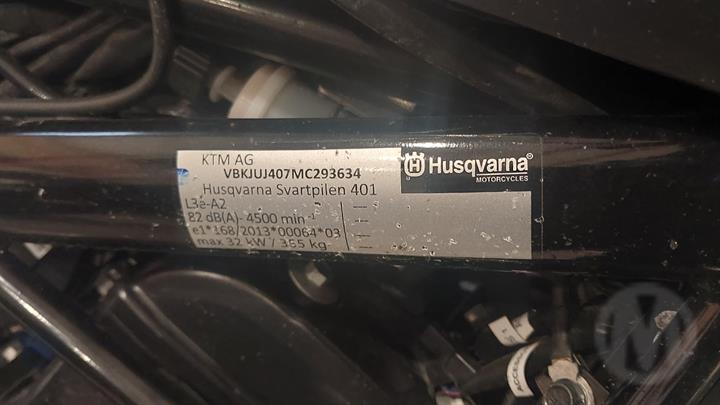 KTM AG
VBKJUJ407MC293634
Husqvarna Svartpilen 401
L3e-A2
82 dB(A)- 4500 min⁻¹
e1*168/2013*00064*03
max 32 kW / 355 kg
Husqvarna
MOTORCYCLES